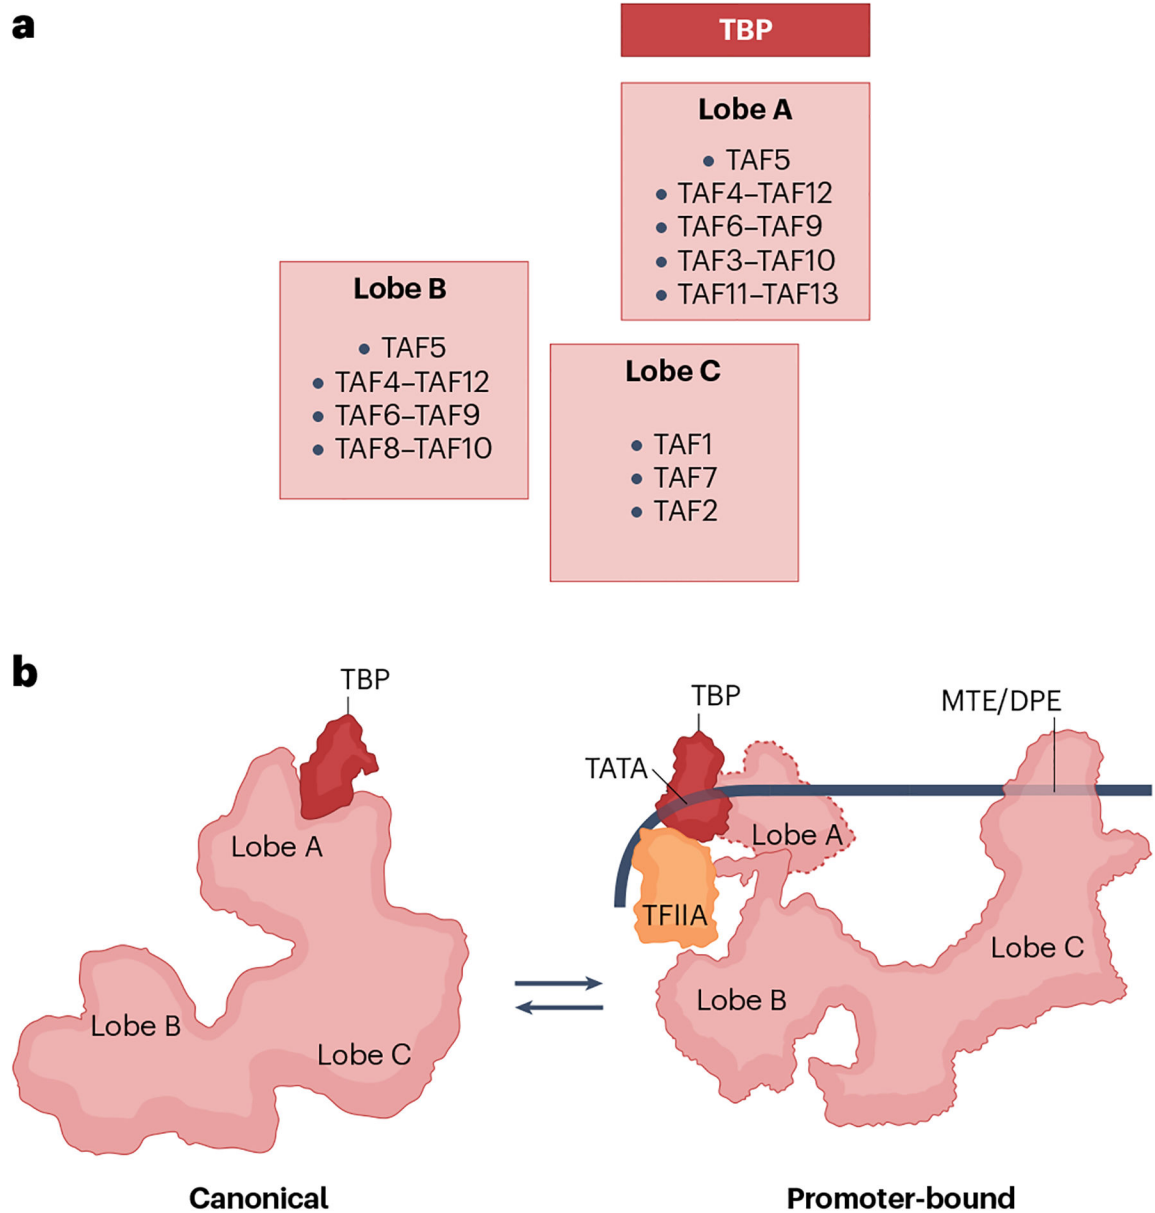 a
TBP
Lobe A
• TAF5
• TAF4–TAF12
• TAF6–TAF9
• TAF3–TAF10
• TAF11–TAF13
Lobe B
• TAF5
• TAF4–TAF12
• TAF6–TAF9
• TAF8–TAF10
Lobe C
• TAF1
• TAF7
• TAF2
b
TBP
Lobe A
Lobe B
Lobe C
Canonical
TBP
MTE/DPE
TATA
Lobe A
TFIIA
Lobe C
Lobe B
Promoter-bound